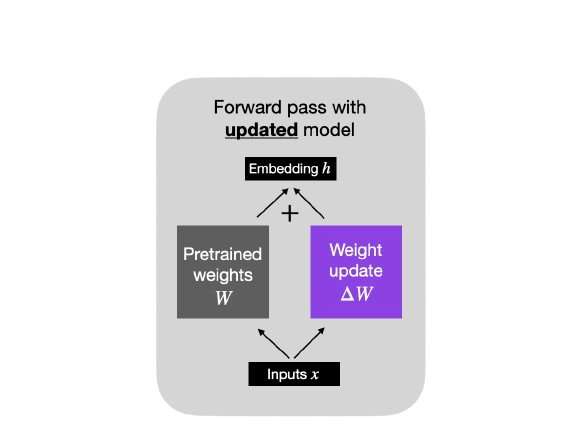 Forward pass with
updated model
Embedding h
+
Pretrained
weights
W
Weight
update
ΔW
Inputs x